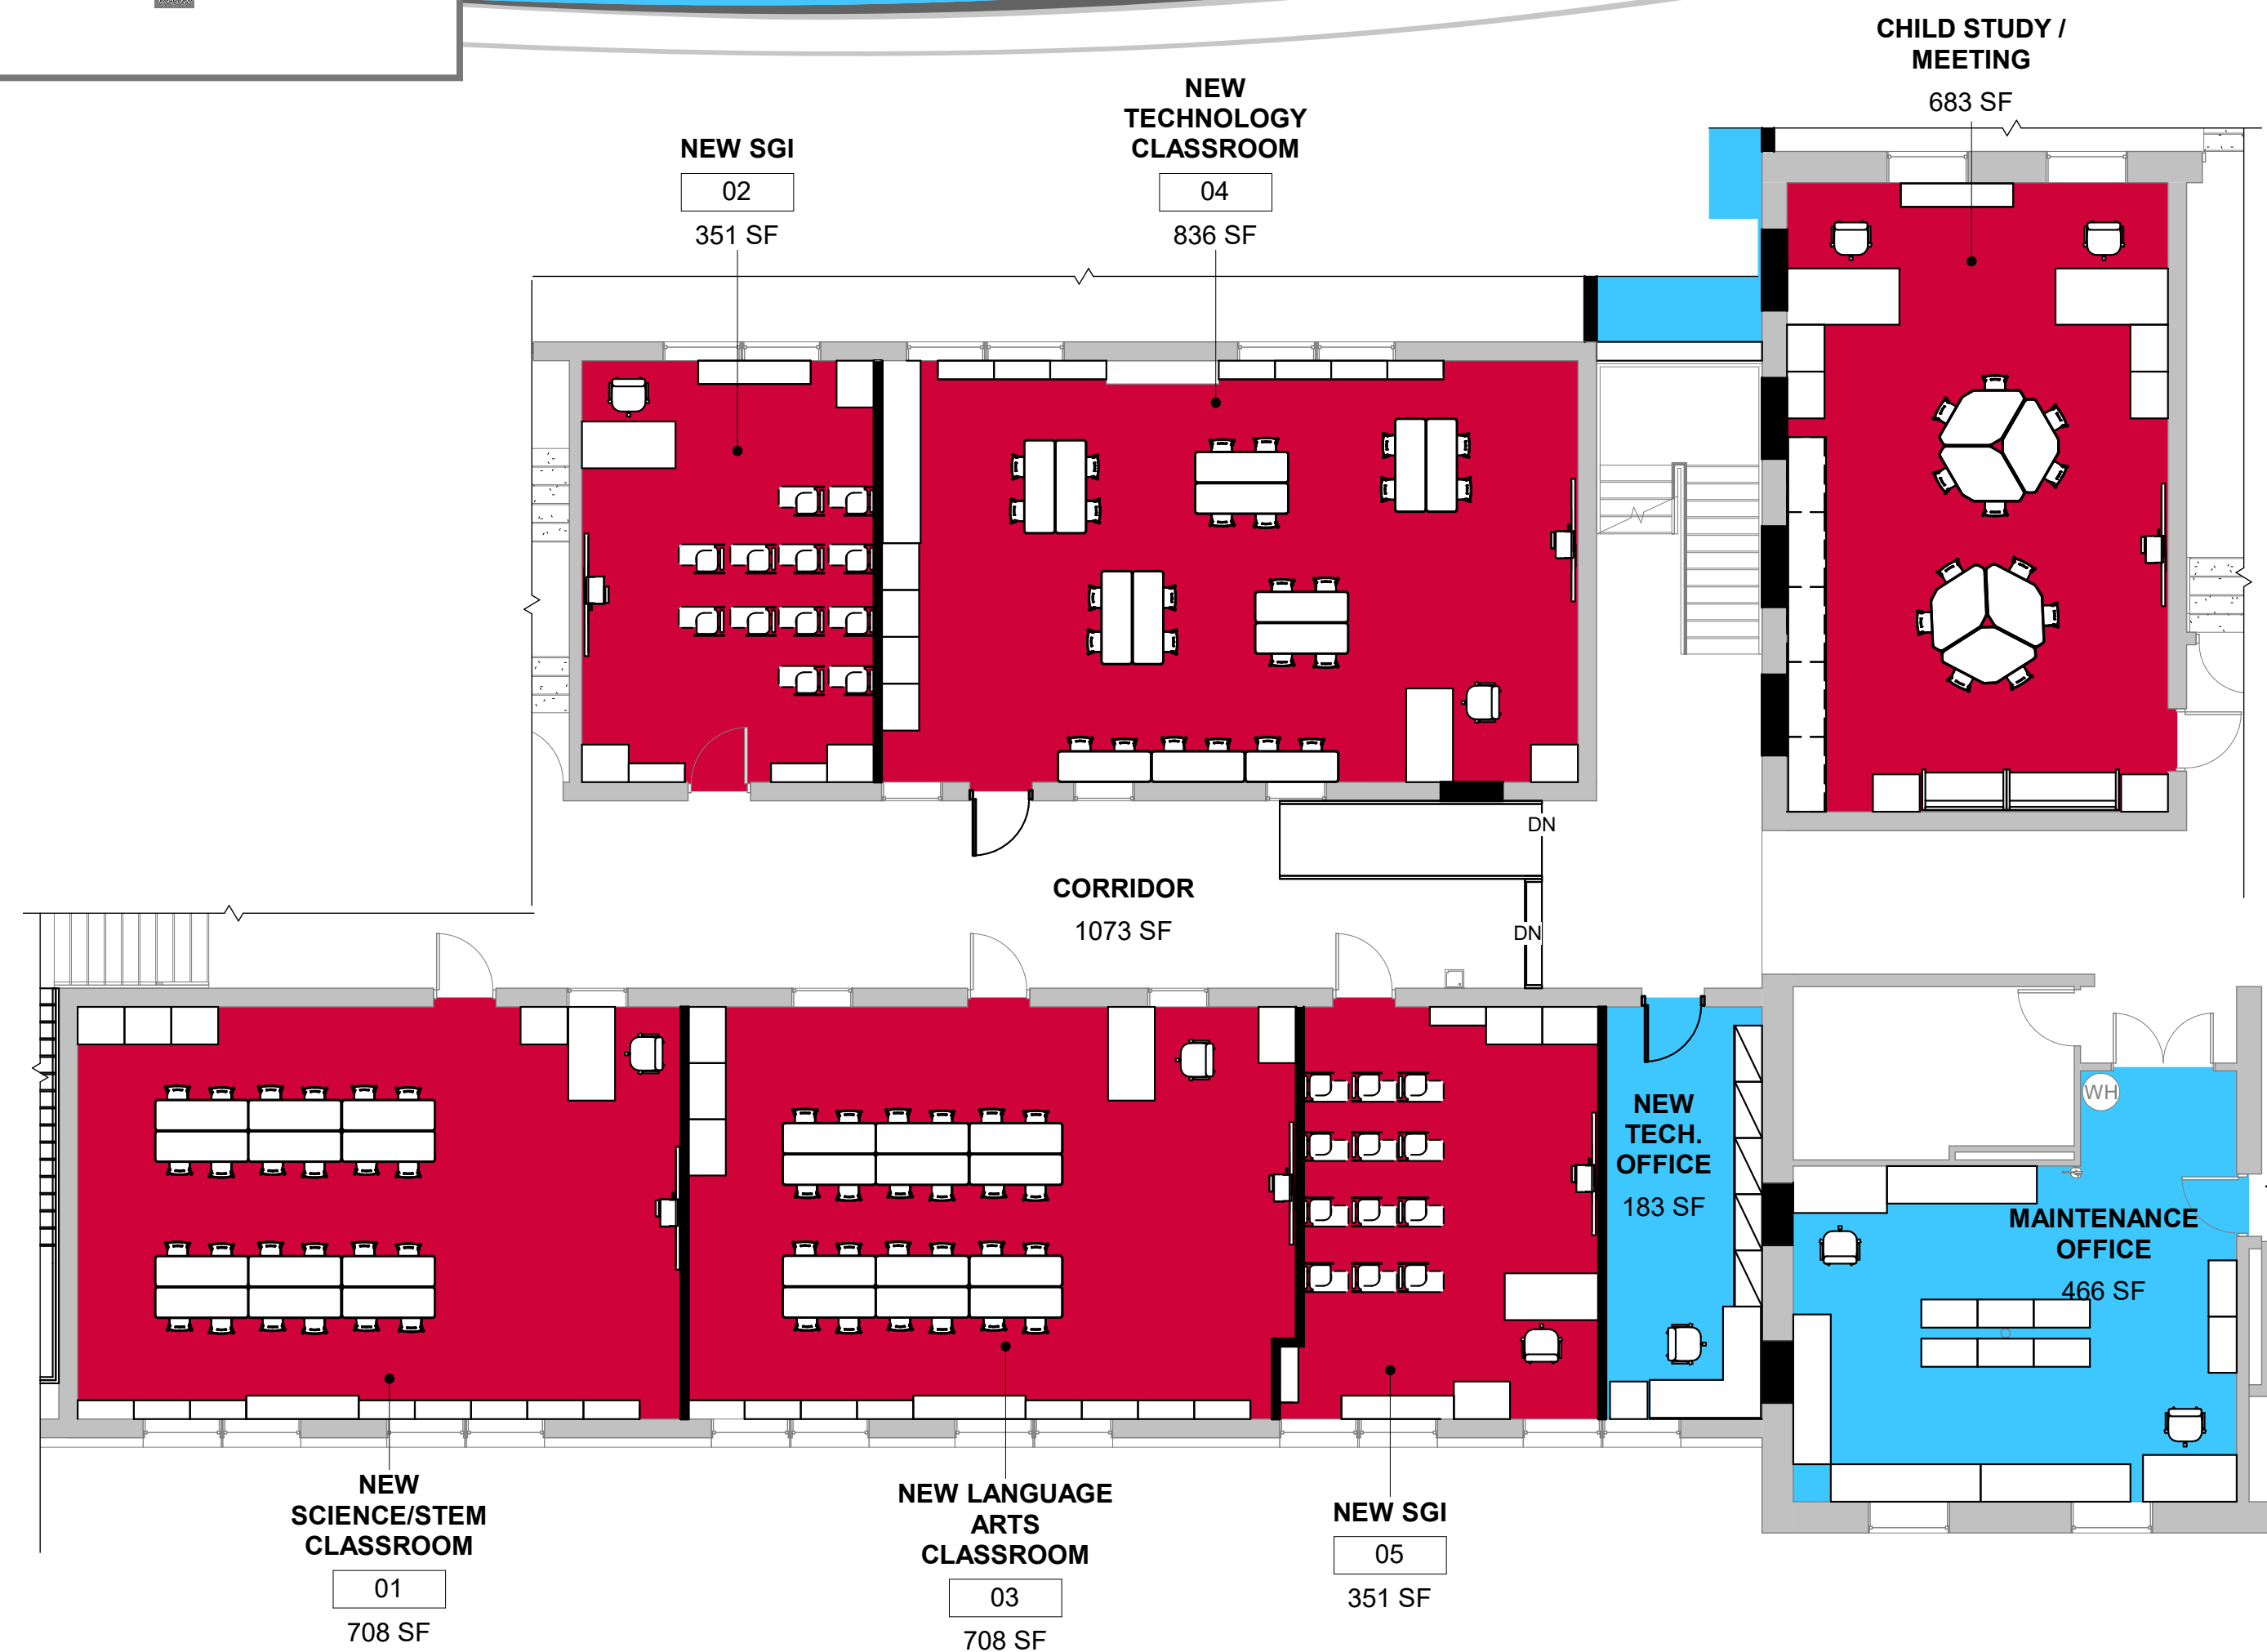 CHILD STUDY /
MEETING
683 SF
NEW
TECHNOLOGY
CLASSROOM
04
836 SF
NEW SGI
02
351 SF
DN
CORRIDOR
1073 SF
DN
WH
NEW
TECH.
OFFICE
183 SF
MAINTENANCE
OFFICE
466 SF
NEW
SCIENCE/STEM
CLASSROOM
01
708 SF
NEW LANGUAGE
ARTS
CLASSROOM
03
708 SF
NEW SGI
05
351 SF